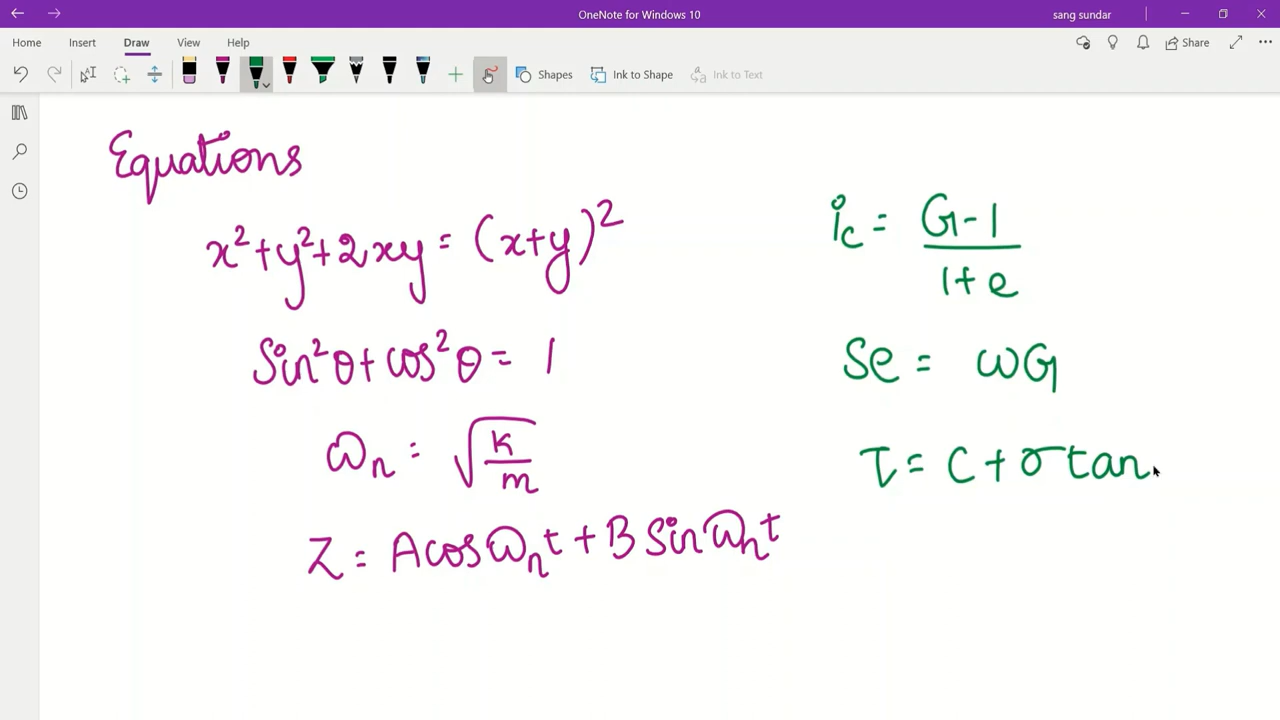 OneNote for Windows 10
sang sundar
Home Insert Draw View Help
Share
Shapes Ink to Shape Ink to Text
Equations
x²+y²+2xy = (x+y)²
Sin²θ+cos²θ = 1
ωₙ = √(k/m)
Z = Acosωₙt + B Sinωₙt
i_c = (G-1)/(1+e)
Se = ωG
τ = C + σ tan